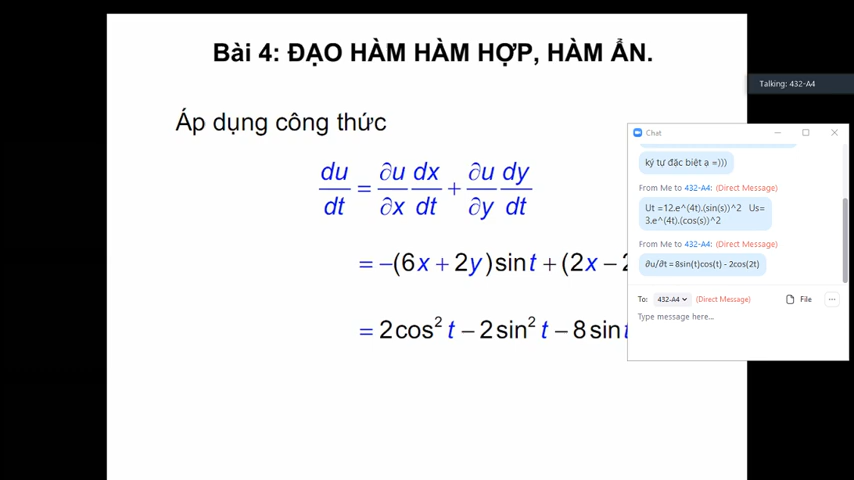 Bài 4: ĐẠO HÀM HÀM HỢP, HÀM ẨN.
Áp dụng công thức
du/dt = ∂u/∂x dx/dt + ∂u/∂y dy/dt
= −(6x + 2y) sin t + (2x −
= 2cos² t − 2sin² t − 8 sin
Talking: 432-A4
Chat
ký tự đặc biệt ạ =)))
From Me to 432-A4: (Direct Message)
Ut =12.e^(4t).(sin(s))^2 Us=
3.e^(4t).(cos(s))^2
From Me to 432-A4: (Direct Message)
∂u/∂t = 8sin(t)cos(t) - 2cos(2t)
To: 432-A4 (Direct Message) File ...
Type message here...